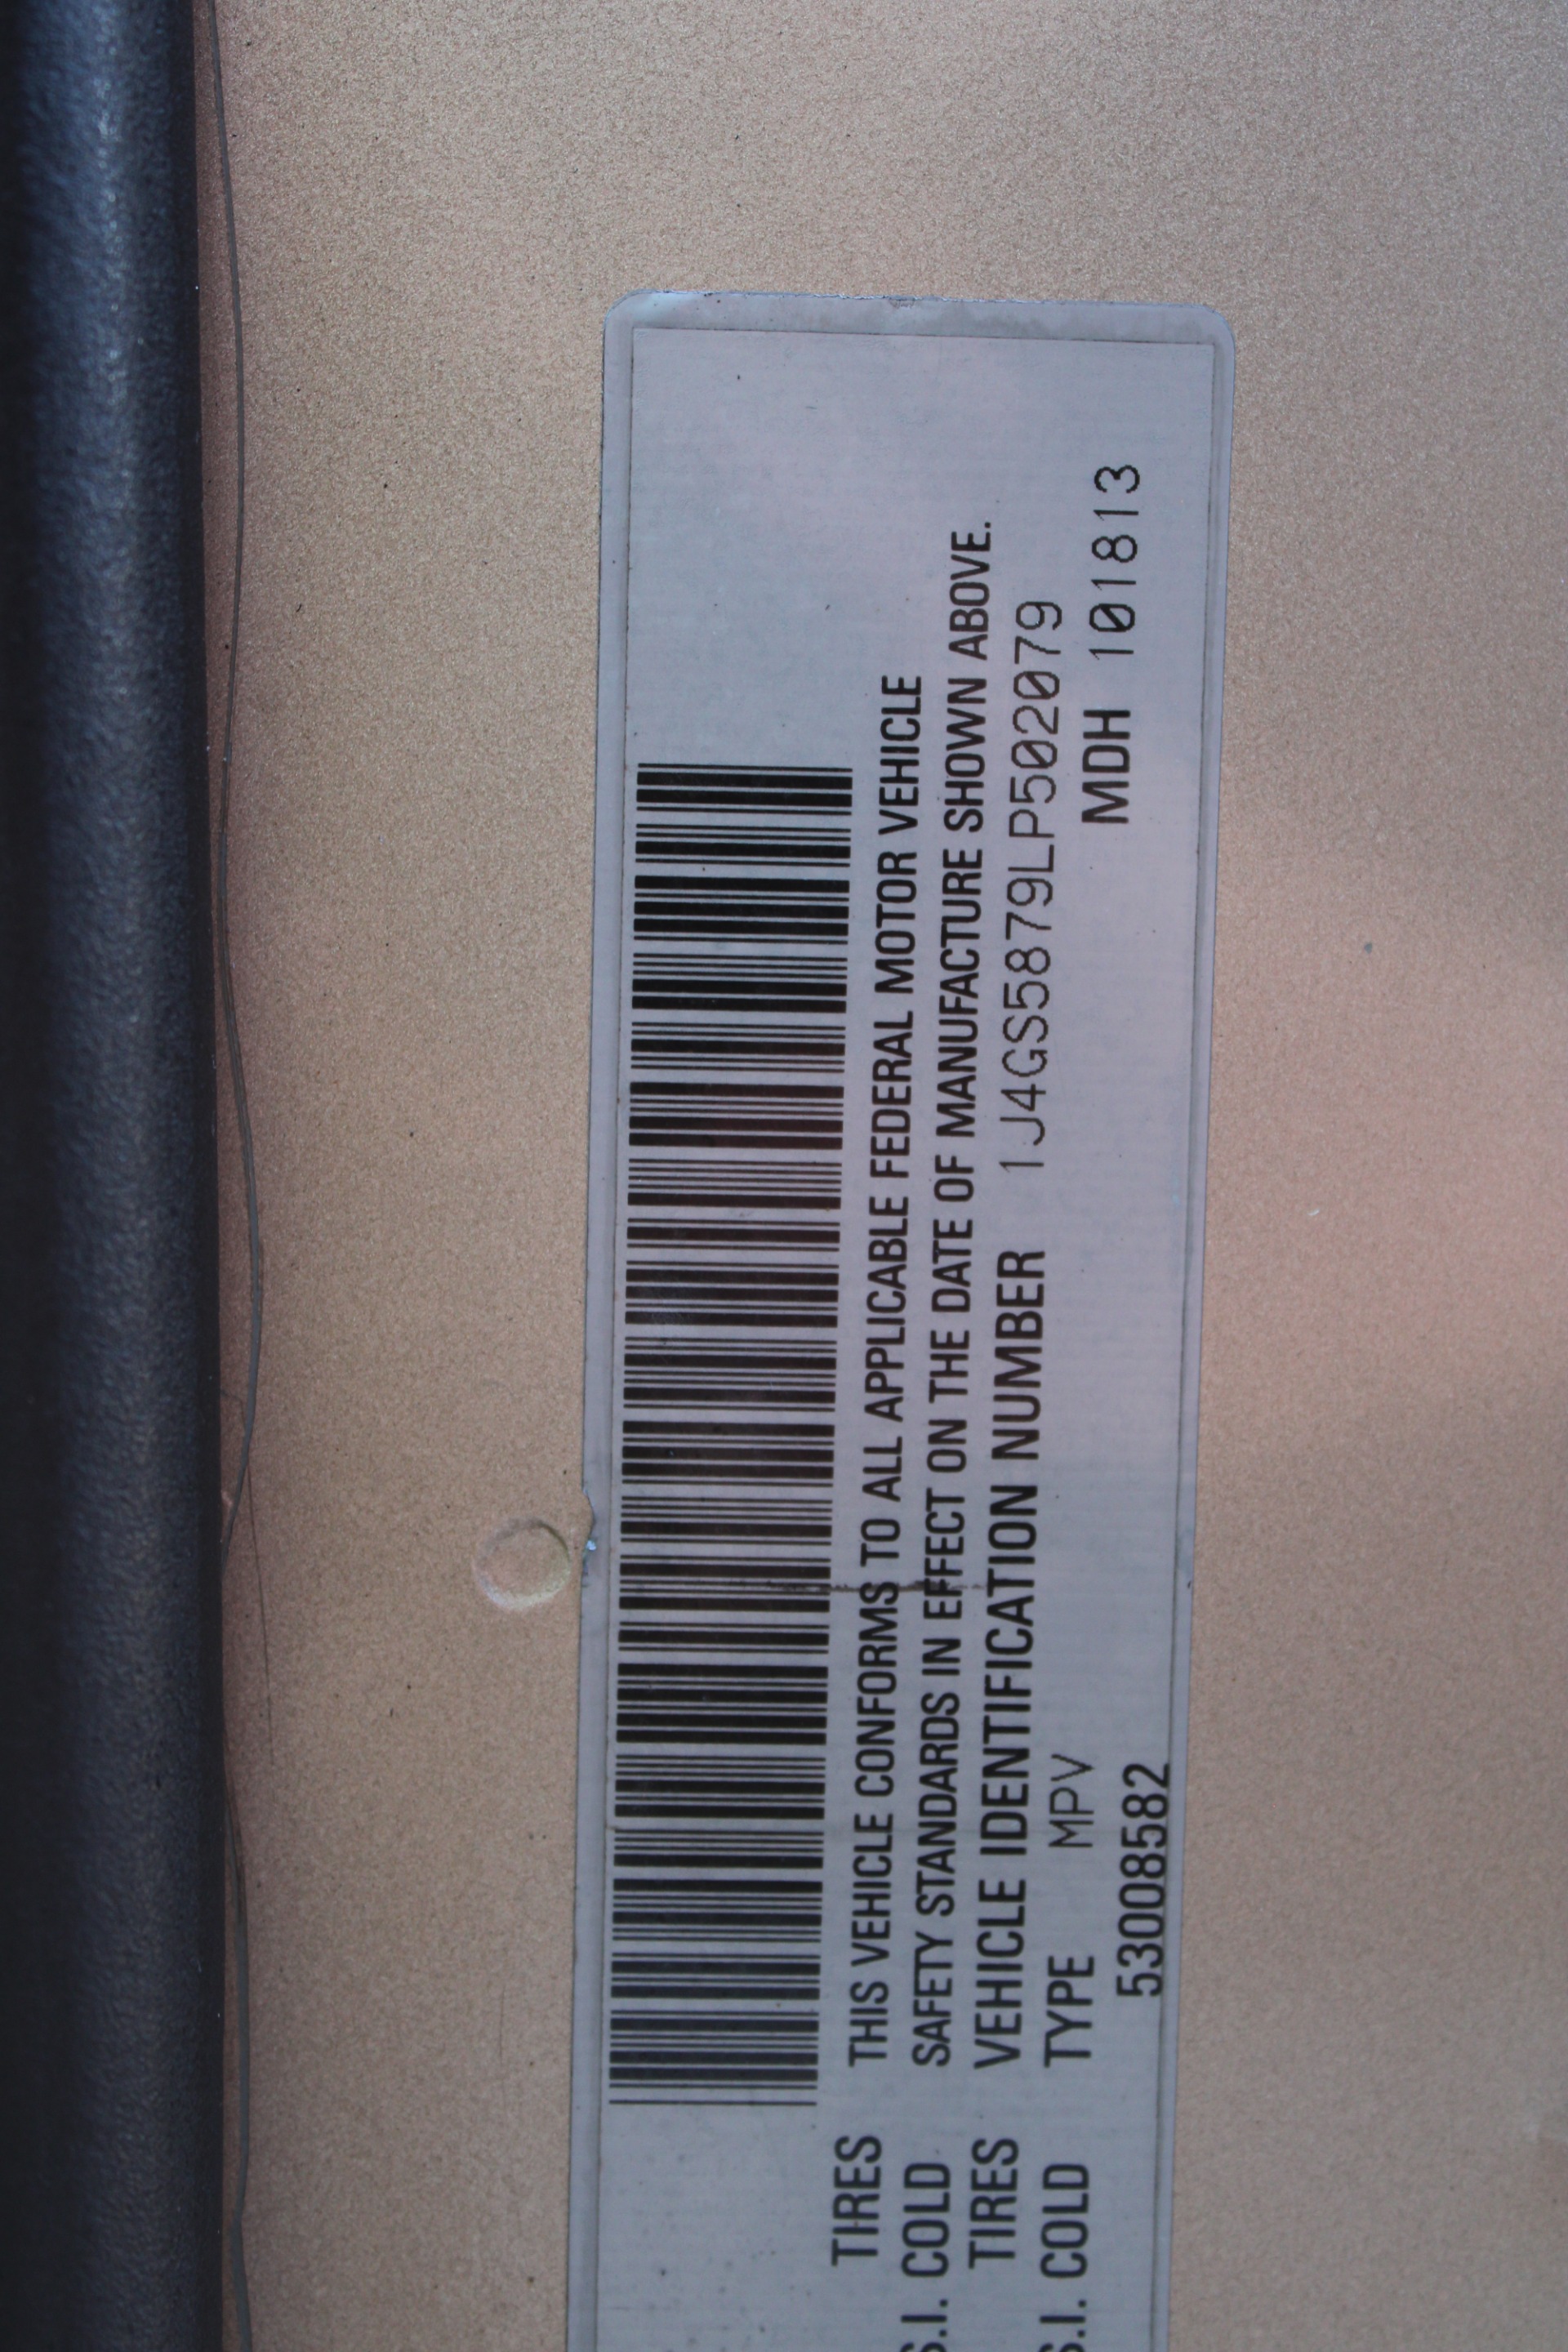 TIRES THIS VEHICLE CONFORMS TO ALL APPLICABLE FEDERAL MOTOR VEHICLE
S.I. COLD SAFETY STANDARDS IN EFFECT ON THE DATE OF MANUFACTURE SHOWN ABOVE.
TIRES VEHICLE IDENTIFICATION NUMBER 1J4GS5879LP502079
S.I. COLD TYPE MPV MDH 101813
53008582